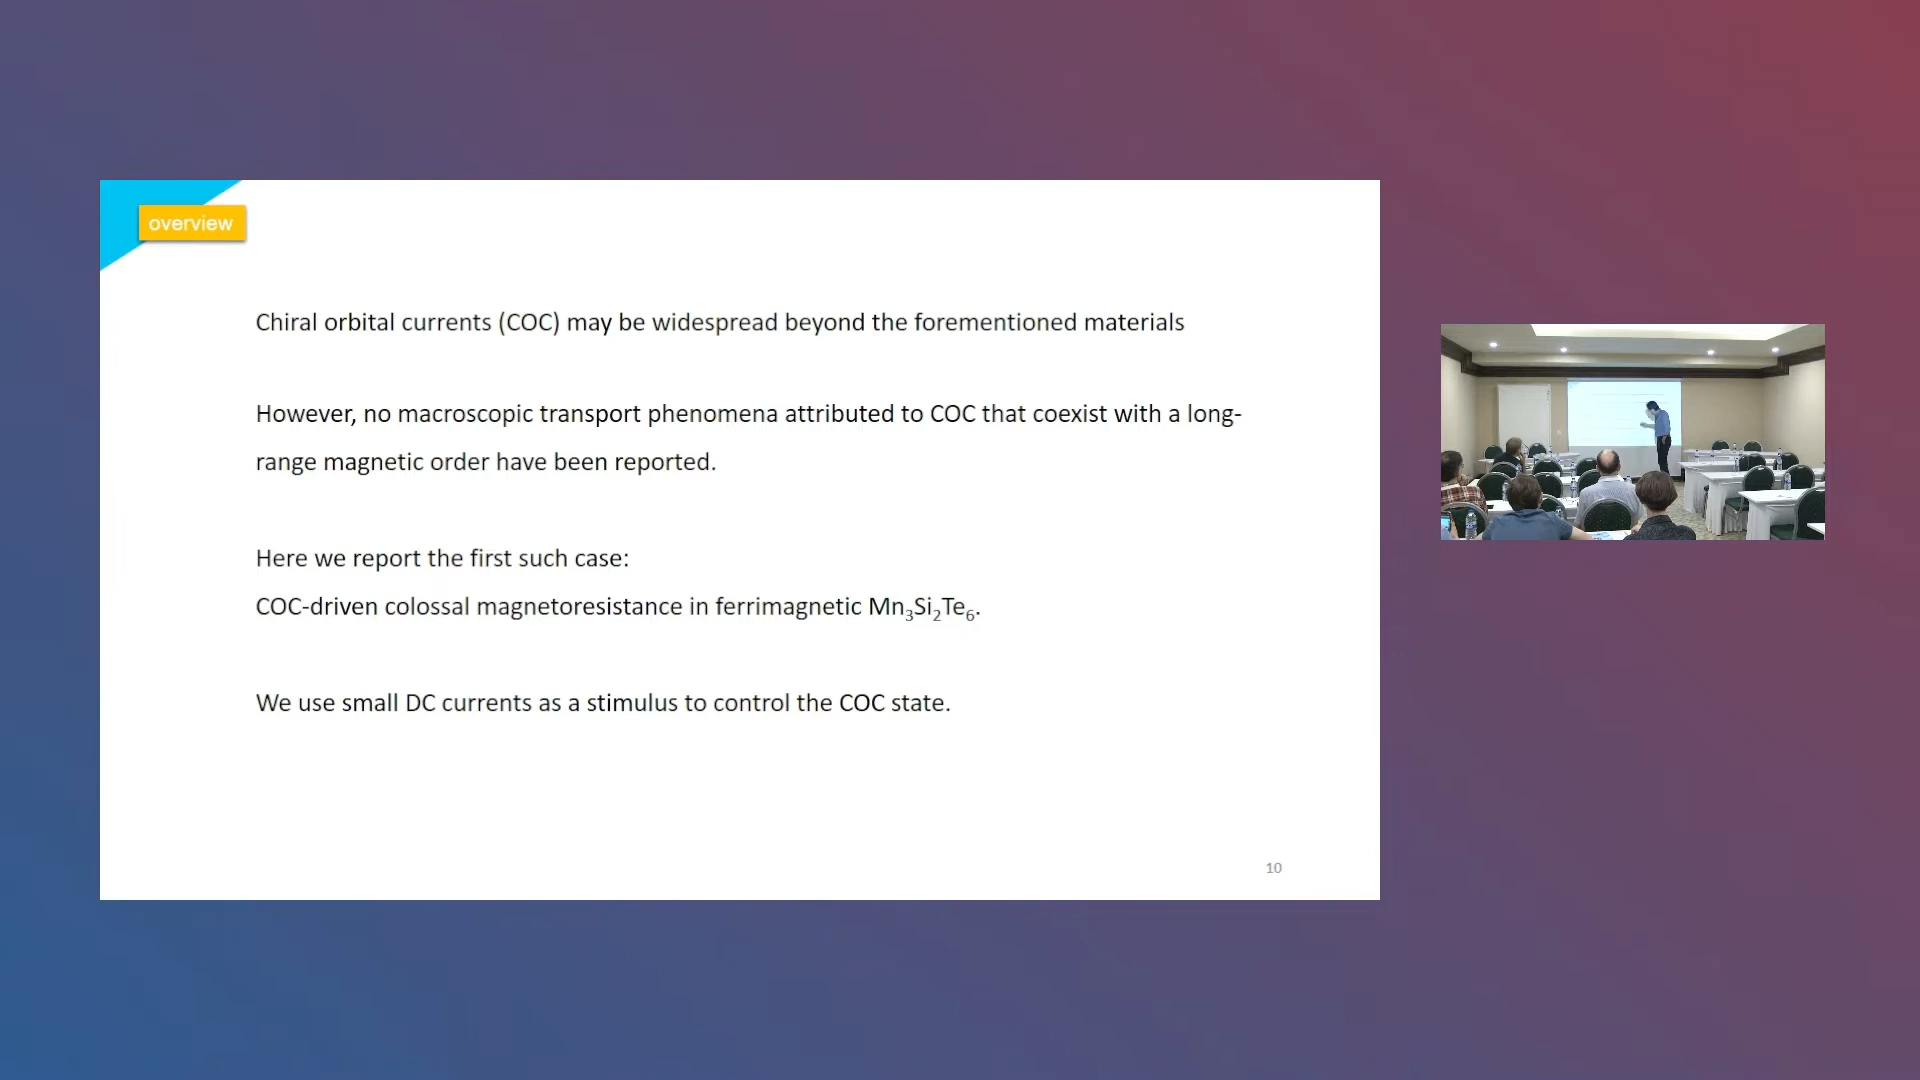 overview
Chiral orbital currents (COC) may be widespread beyond the forementioned materials
However, no macroscopic transport phenomena attributed to COC that coexist with a long-
range magnetic order have been reported.
Here we report the first such case:
COC-driven colossal magnetoresistance in ferrimagnetic Mn₃Si₂Te₆.
We use small DC currents as a stimulus to control the COC state.
10